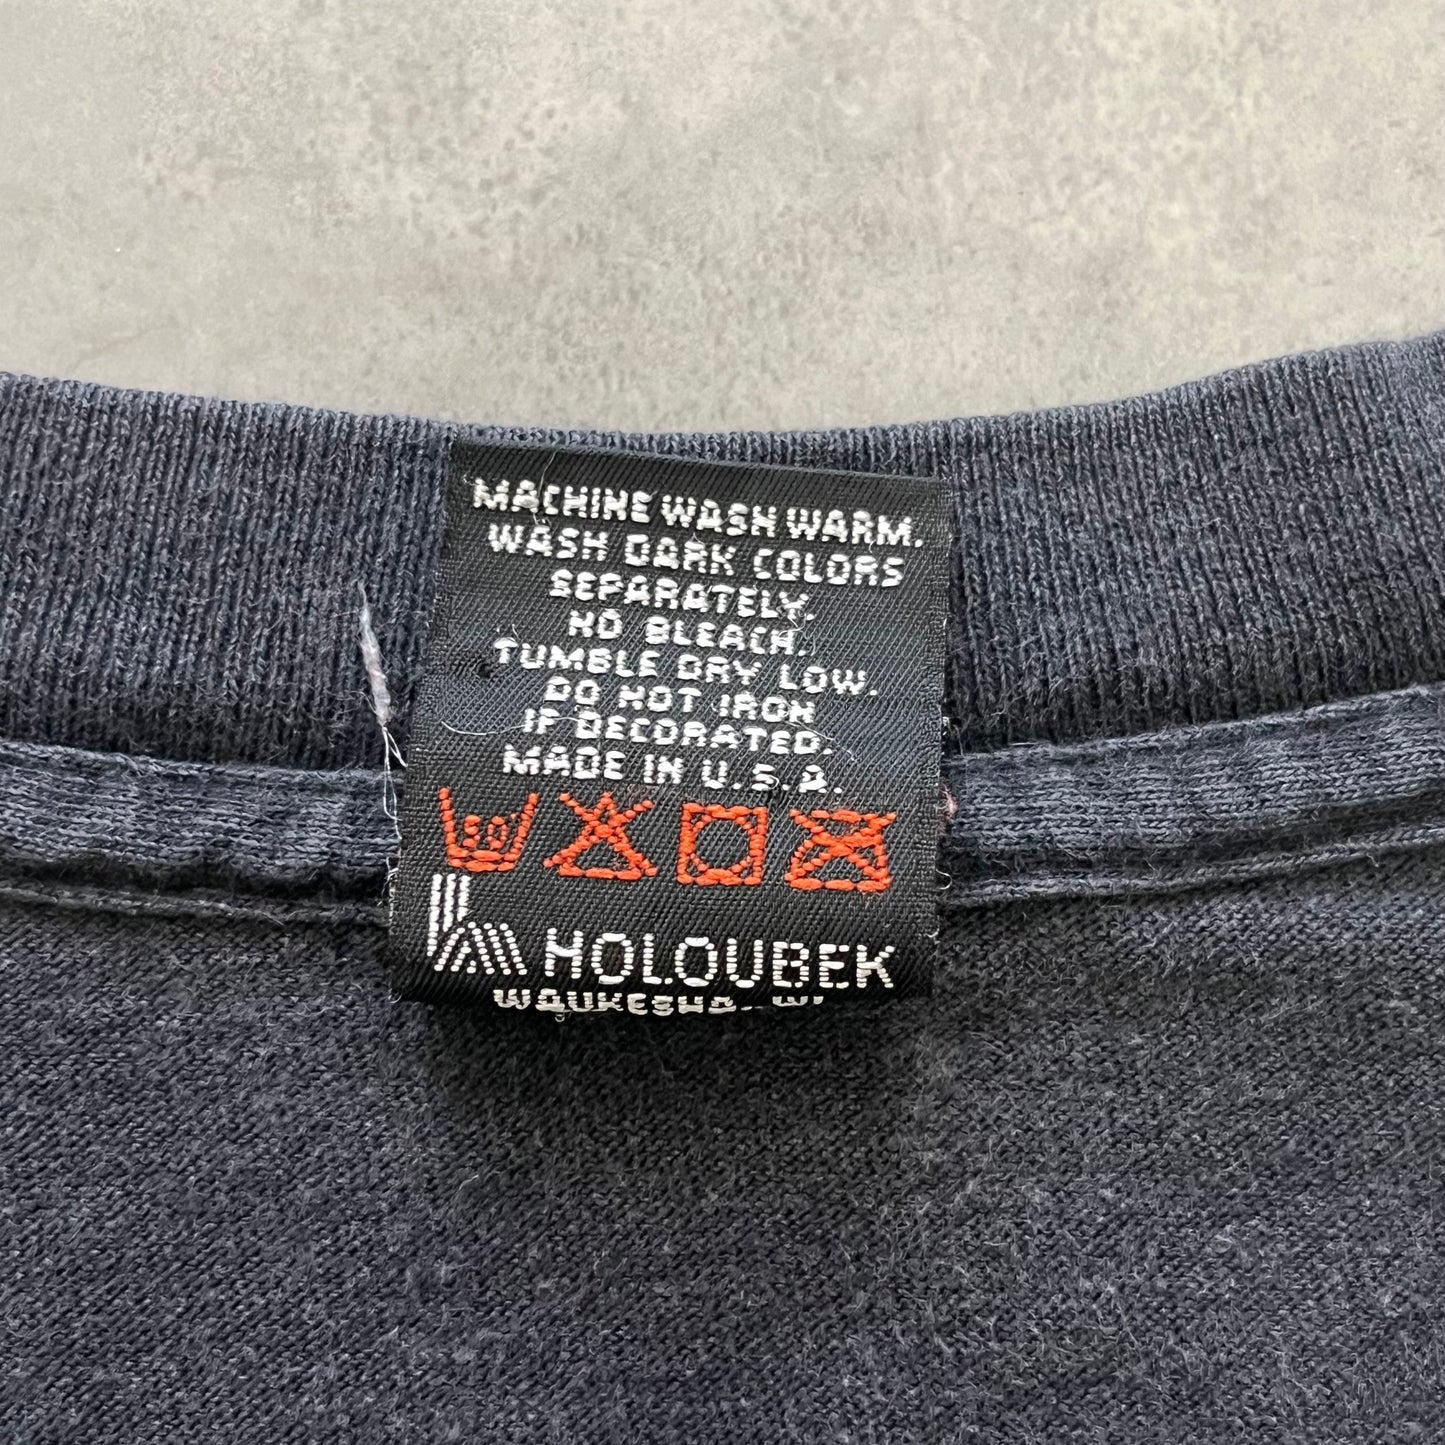 MACHINE WASH WARM.
WASH DARK COLORS
SEPARATELY.
NO BLEACH.
TUMBLE DRY LOW.
DO NOT IRON
IF DECORATED.
MADE IN U.S.A.
30
HOLOUBEK
WAUKESHA, WI